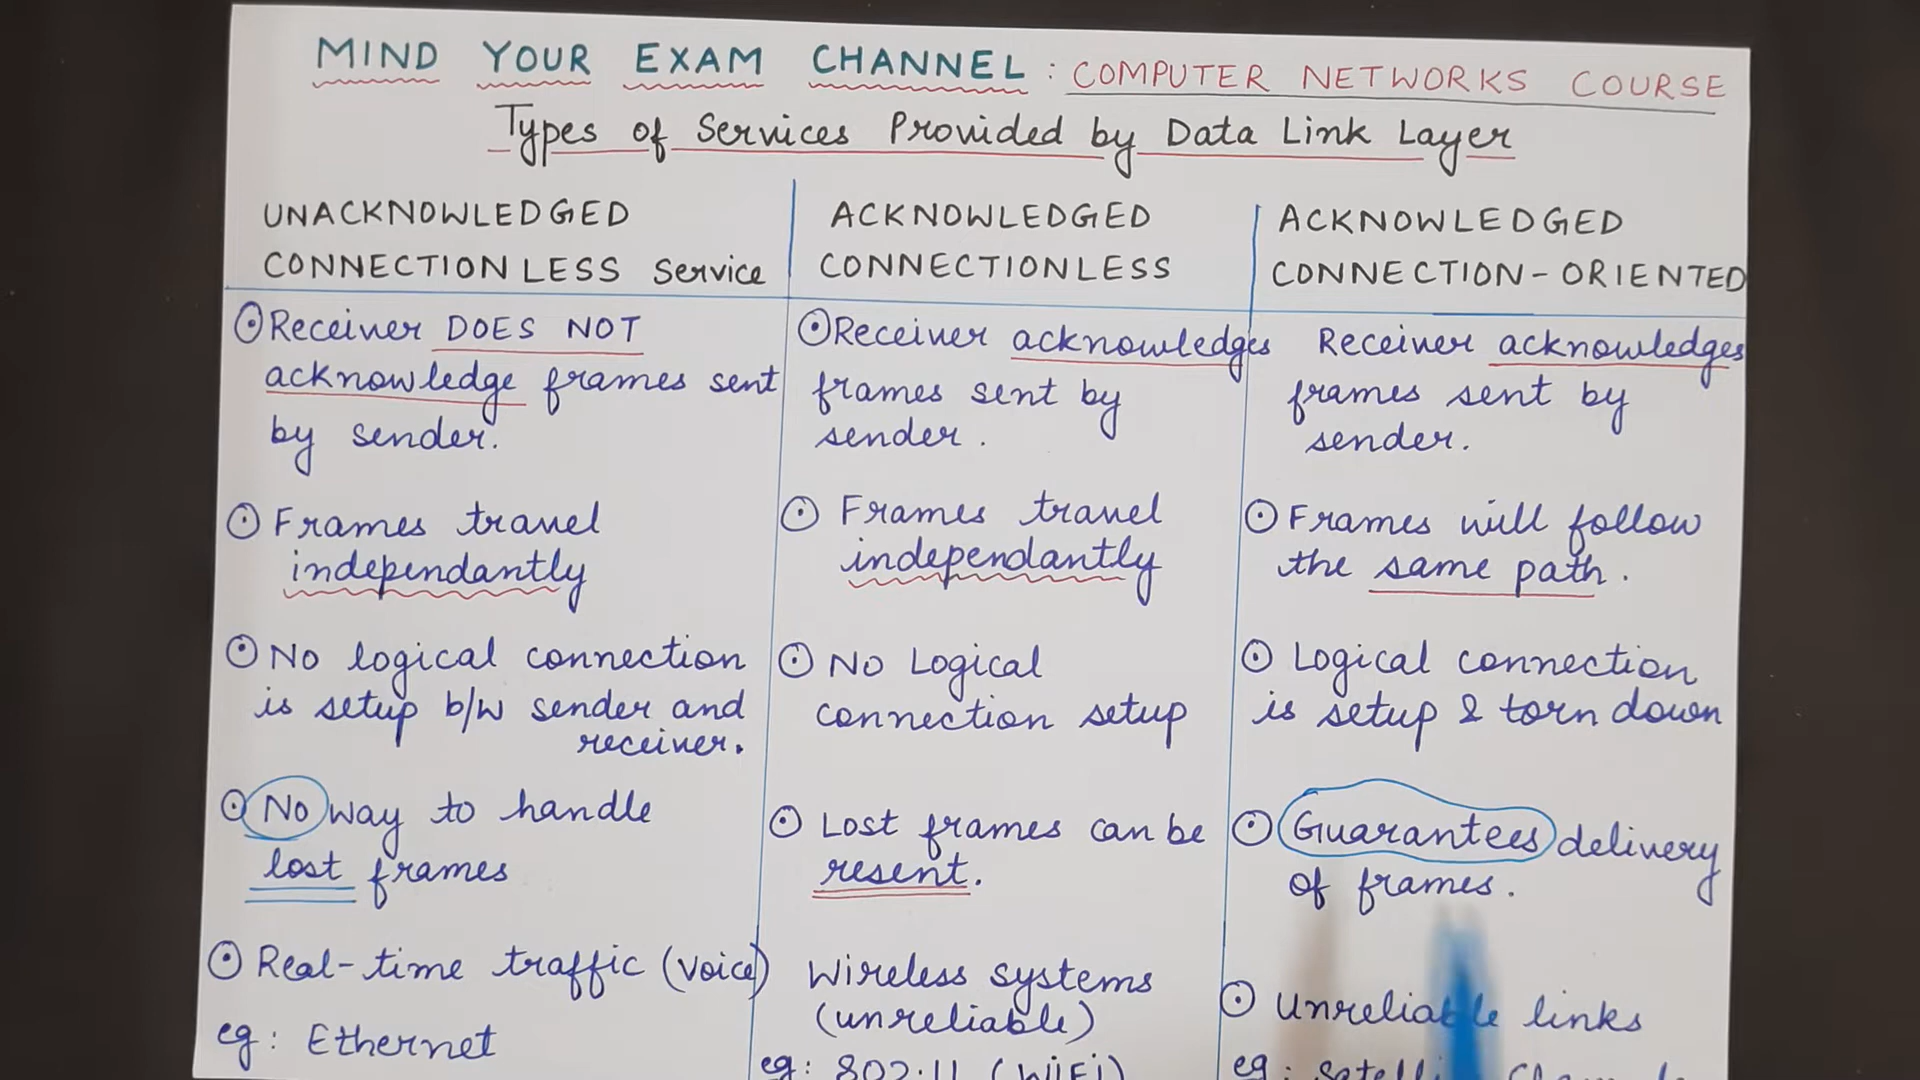 MIND YOUR EXAM CHANNEL : COMPUTER NETWORKS COURSE
Types of Services Provided by Data Link Layer
UNACKNOWLEDGED
CONNECTIONLESS Service
⊙ Receiver DOES NOT
acknowledge frames sent
by sender.
⊙ Frames travel
independantly
⊙ No logical connection
is setup b/w sender and
receiver.
⊙ No way to handle
lost frames
⊙ Real-time traffic (voice)
eg: Ethernet
ACKNOWLEDGED
CONNECTIONLESS
⊙ Receiver acknowledges
frames sent by
sender.
⊙ Frames travel
independantly
⊙ No Logical
connection setup
⊙ Lost frames can be
resent.
Wireless systems
(unreliable)
eg: 802.11 (WiFi)
ACKNOWLEDGED
CONNECTION-ORIENTED
Receiver acknowledges
frames sent by
sender.
⊙ Frames will follow
the same path.
⊙ Logical connection
is setup & torn down
⊙ Guarantees delivery
of frames.
⊙ Unreliable links
eg: